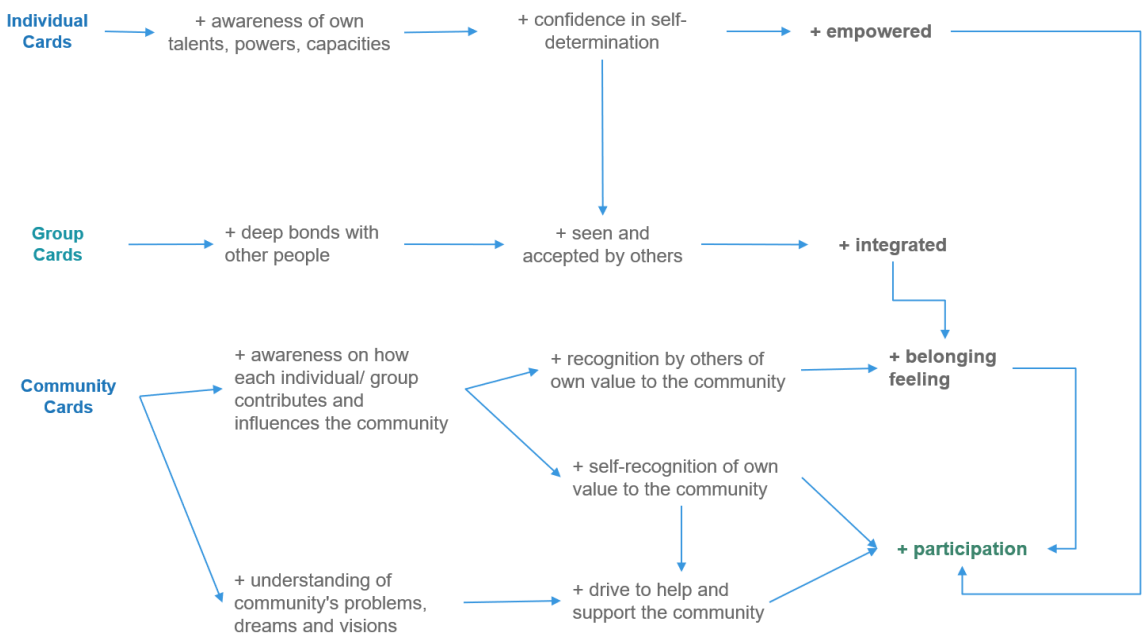 Individual
Cards
+ awareness of own
talents, powers, capacities
+ confidence in self-
determination
+ empowered
Group
Cards
+ deep bonds with
other people
+ seen and
accepted by others
+ integrated
Community
Cards
+ awareness on how
each individual/ group
contributes and
influences the community
+ recognition by others of
own value to the community
+ belonging
feeling
+ self-recognition of own
value to the community
+ participation
+ understanding of
community's problems,
dreams and visions
+ drive to help and
support the community